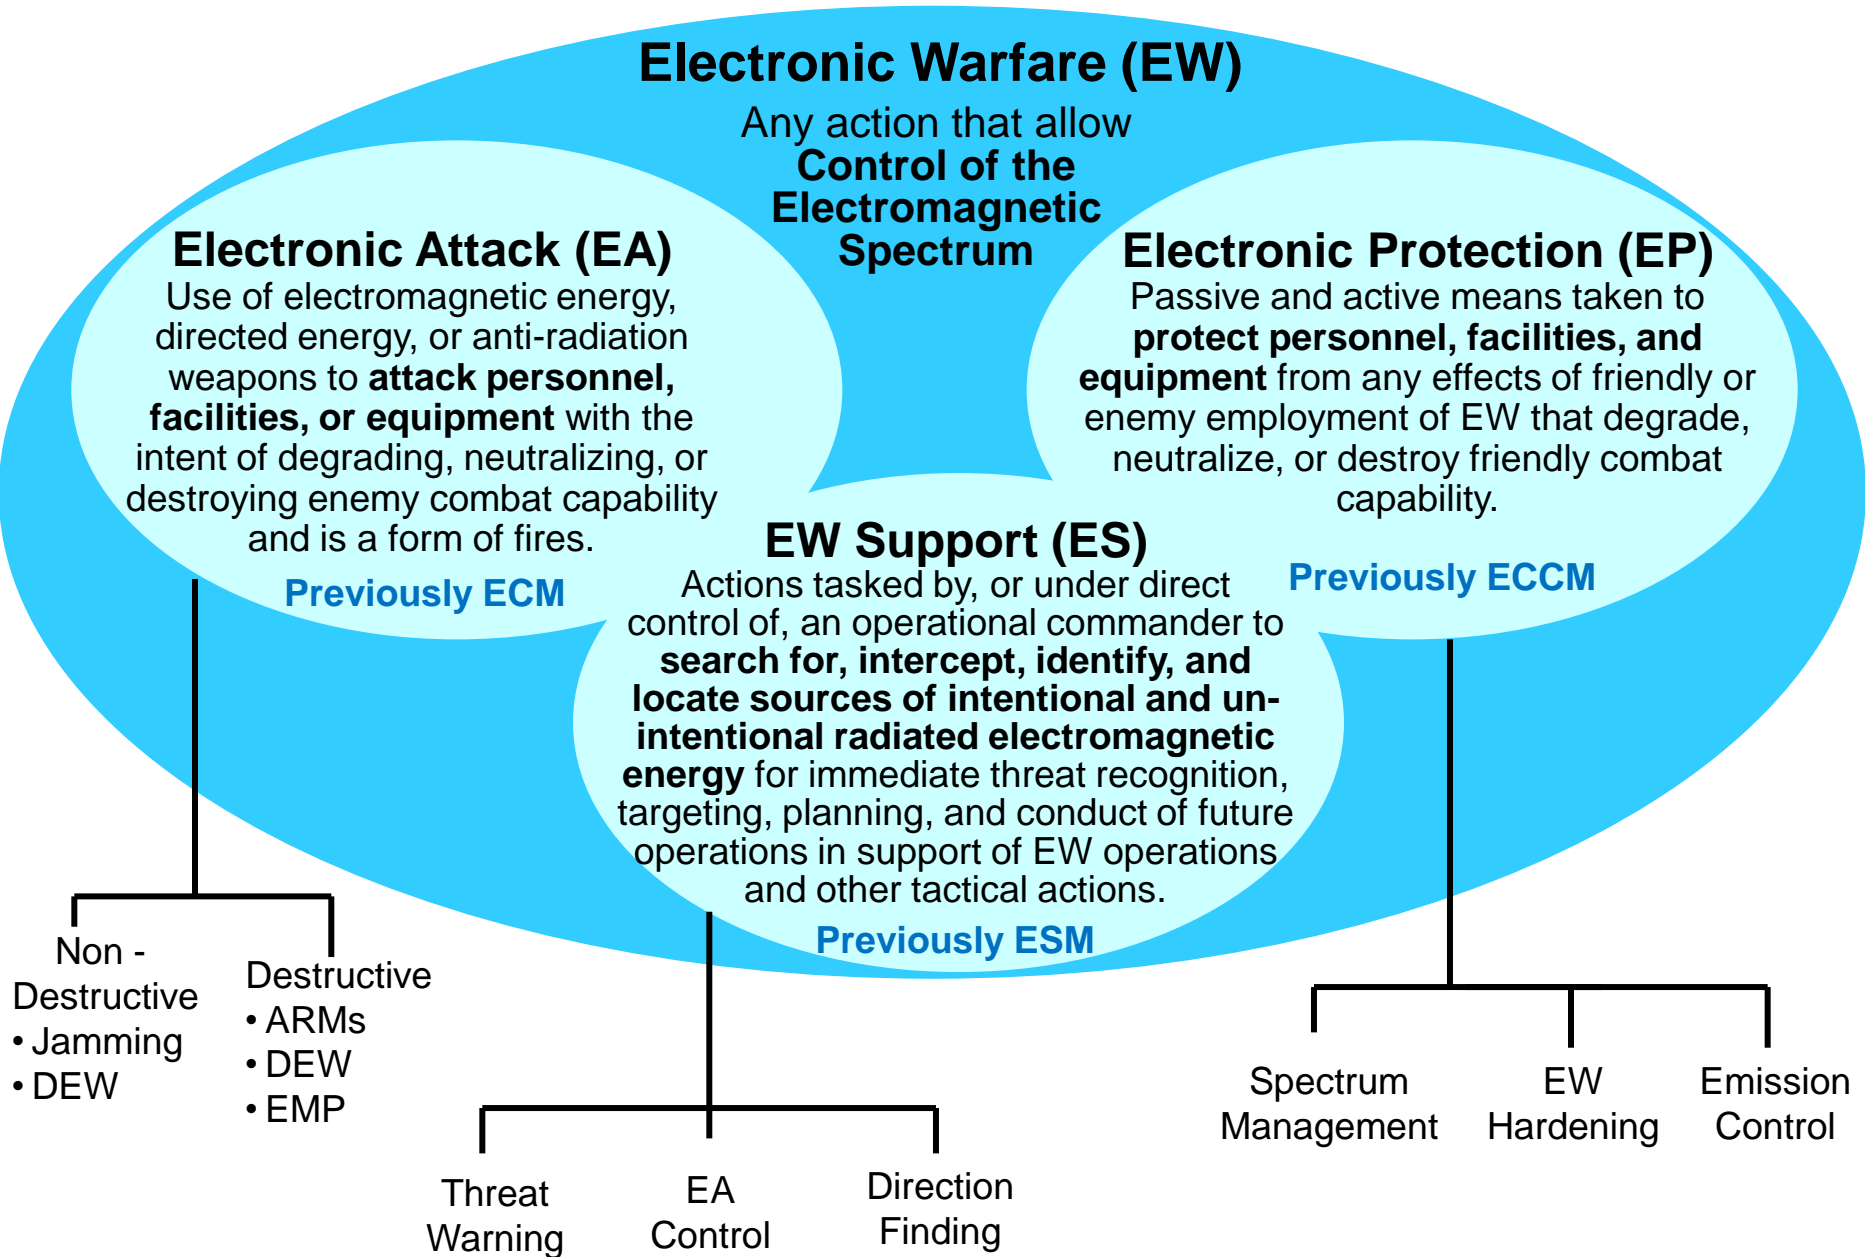 Electronic Warfare (EW)
Any action that allow
Control of the
Electromagnetic
Spectrum
Electronic Attack (EA)
Use of electromagnetic energy,
directed energy, or anti-radiation
weapons to attack personnel,
facilities, or equipment with the
intent of degrading, neutralizing, or
destroying enemy combat capability
and is a form of fires.
Previously ECM
Electronic Protection (EP)
Passive and active means taken to
protect personnel, facilities, and
equipment from any effects of friendly or
enemy employment of EW that degrade,
neutralize, or destroy friendly combat
capability.
Previously ECCM
EW Support (ES)
Actions tasked by, or under direct
control of, an operational commander to
search for, intercept, identify, and
locate sources of intentional and un-
intentional radiated electromagnetic
energy for immediate threat recognition,
targeting, planning, and conduct of future
operations in support of EW operations
and other tactical actions.
Previously ESM
Non -
Destructive
• Jamming
• DEW
Destructive
• ARMs
• DEW
• EMP
Threat
Warning
EA
Control
Direction
Finding
Spectrum
Management
EW
Hardening
Emission
Control